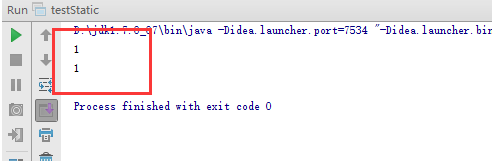 Run testStatic
D:\jdk1.7.0_07\bin\java -Didea.launcher.port=7534 "-Didea.launcher.bin
1
1
Process finished with exit code 0